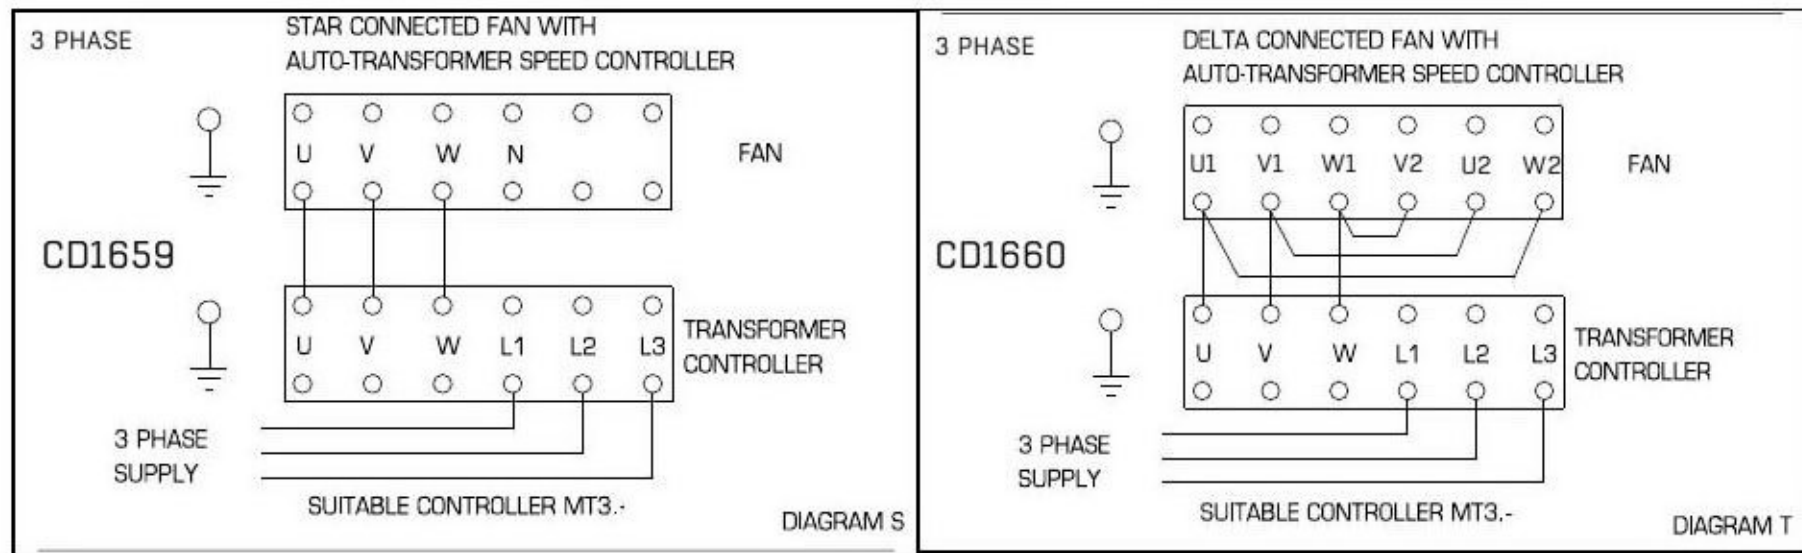 3 PHASE
STAR CONNECTED FAN WITH
AUTO-TRANSFORMER SPEED CONTROLLER
U V W N
FAN
CD1659
U V W L1 L2 L3
TRANSFORMER
CONTROLLER
3 PHASE
SUPPLY
SUITABLE CONTROLLER MT3.-
DIAGRAM S
3 PHASE
DELTA CONNECTED FAN WITH
AUTO-TRANSFORMER SPEED CONTROLLER
U1 V1 W1 V2 U2 W2
FAN
CD1660
U V W L1 L2 L3
TRANSFORMER
CONTROLLER
3 PHASE
SUPPLY
SUITABLE CONTROLLER MT3.-
DIAGRAM T